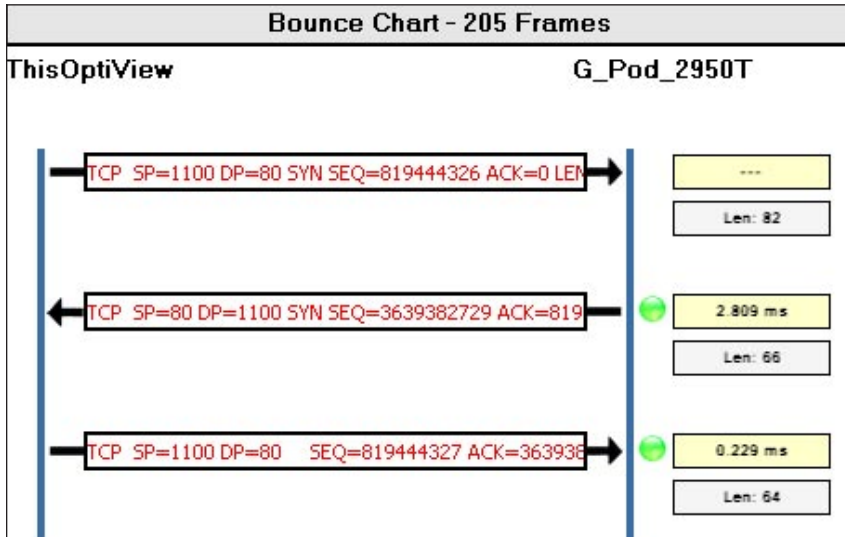 Bounce Chart - 205 Frames
ThisOptiView G_Pod_2950T
TCP SP=1100 DP=80 SYN SEQ=819444326 ACK=0 LEN
---
Len: 82
TCP SP=80 DP=1100 SYN SEQ=3639382729 ACK=819
2.809 ms
Len: 66
TCP SP=1100 DP=80 SEQ=819444327 ACK=363938
0.229 ms
Len: 64